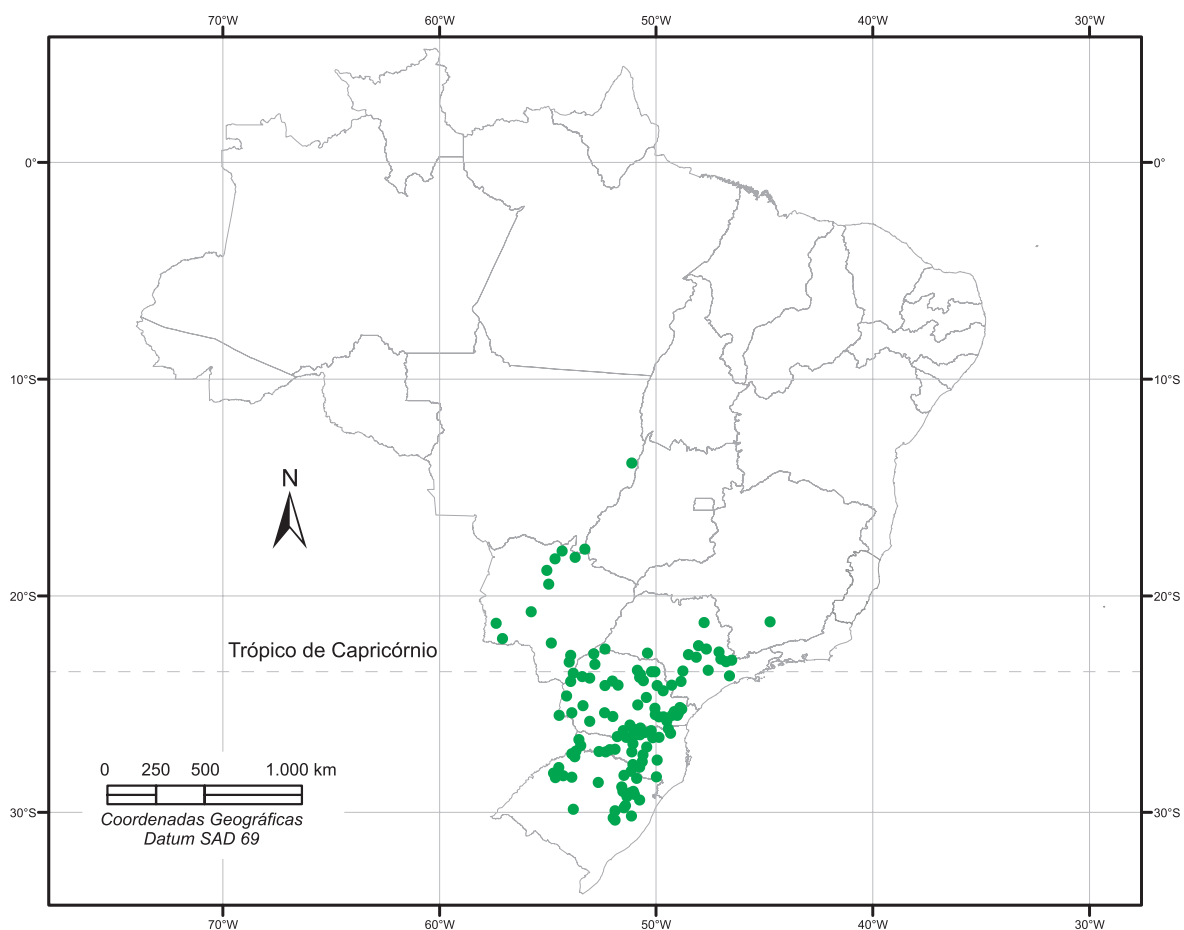 70°W 60°W 50°W 40°W 30°W
0° 0°
10°S 10°S
N
20°S 20°S
Trópico de Capricórnio
0 250 500 1.000 km
30°S 30°S
Coordenadas Geográficas
Datum SAD 69
70°W 60°W 50°W 40°W 30°W